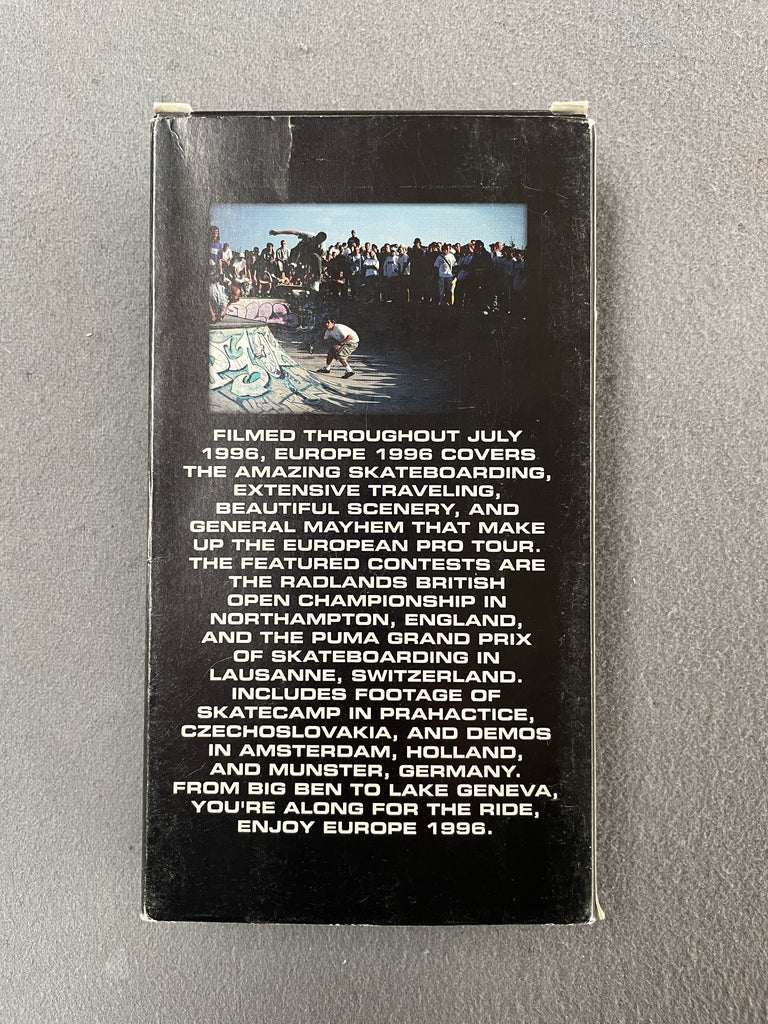 FILMED THROUGHOUT JULY
1996, EUROPE 1996 COVERS
THE AMAZING SKATEBOARDING,
EXTENSIVE TRAVELING,
BEAUTIFUL SCENERY, AND
GENERAL MAYHEM THAT MAKE
UP THE EUROPEAN PRO TOUR.
THE FEATURED CONTESTS ARE
THE RADLANDS BRITISH
OPEN CHAMPIONSHIP IN
NORTHAMPTON, ENGLAND,
AND THE PUMA GRAND PRIX
OF SKATEBOARDING IN
LAUSANNE, SWITZERLAND.
INCLUDES FOOTAGE OF
SKATECAMP IN PRAHACTICE,
CZECHOSLOVAKIA, AND DEMOS
IN AMSTERDAM, HOLLAND,
AND MUNSTER, GERMANY.
FROM BIG BEN TO LAKE GENEVA,
YOU'RE ALONG FOR THE RIDE,
ENJOY EUROPE 1996.